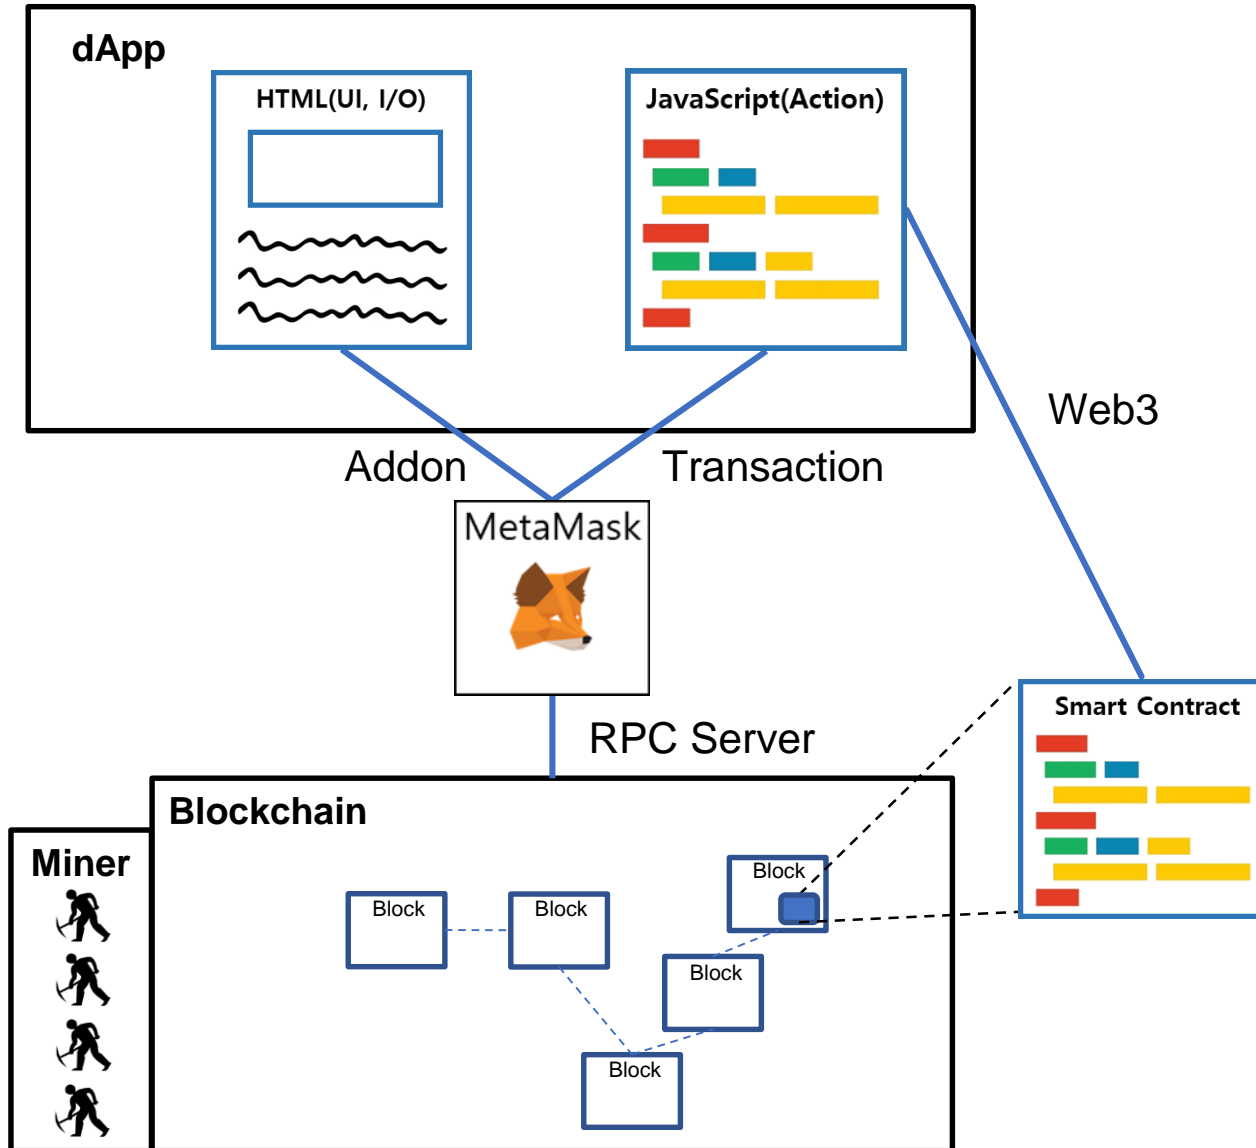 dApp
HTML(UI, I/O)
JavaScript(Action)
Web3
Addon
Transaction
MetaMask
RPC Server
Smart Contract
Blockchain
Miner
Block
Block
Block
Block
Block